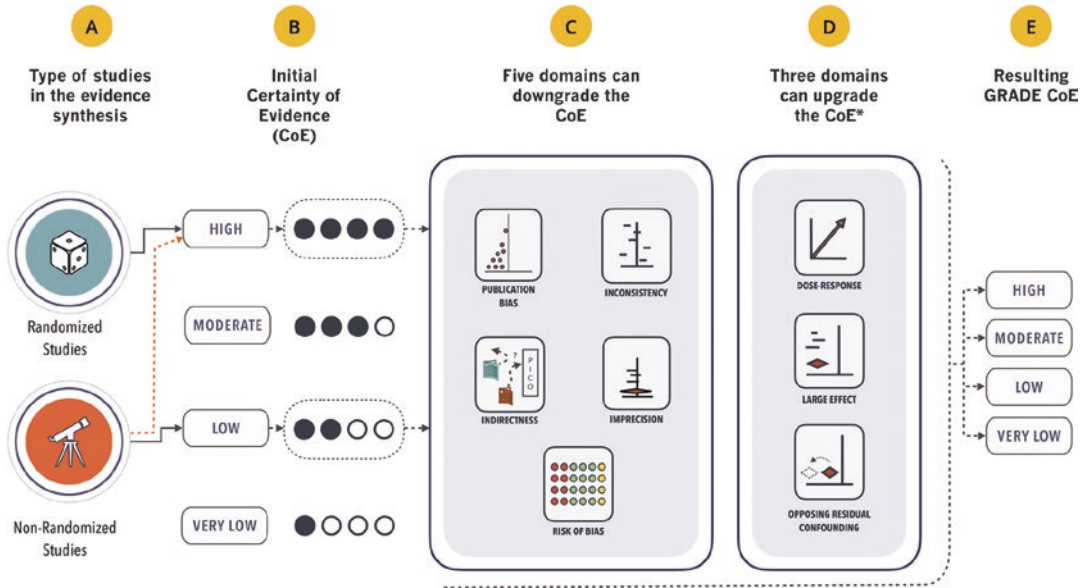 A
Type of studies
in the evidence
synthesis
Randomized
Studies
Non-Randomized
Studies
B
Initial
Certainty of
Evidence
(CoE)
HIGH
MODERATE
LOW
VERY LOW
C
Five domains can
downgrade the
CoE
PUBLICATION
BIAS
INCONSISTENCY
?
PICO
INDIRECTNESS
IMPRECISION
RISK OF BIAS
D
Three domains
can upgrade
the CoE*
DOSE-RESPONSE
LARGE EFFECT
OPPOSING RESIDUAL
CONFOUNDING
E
Resulting
GRADE CoE
HIGH
MODERATE
LOW
VERY LOW